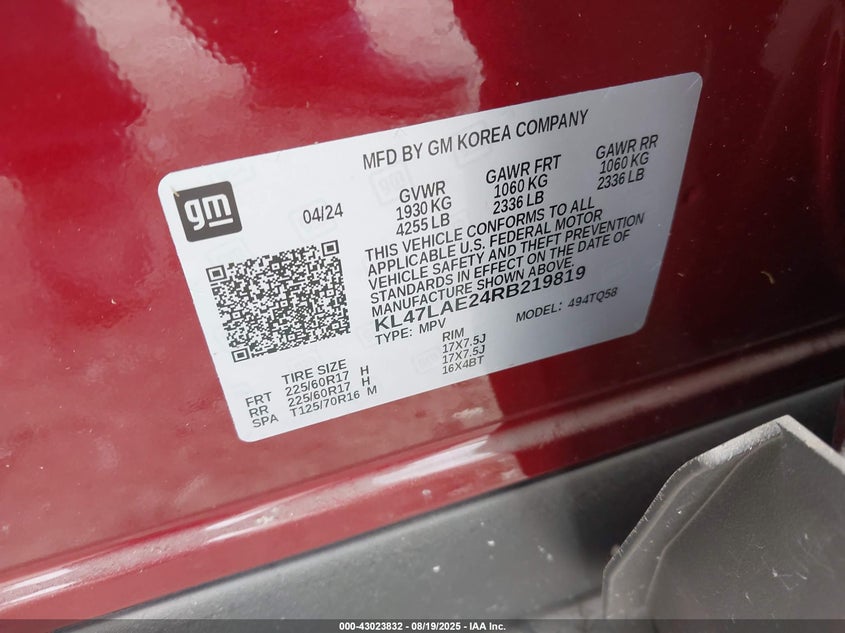 MFD BY GM KOREA COMPANY
gm
04/24
GVWR
1930 KG
4255 LB
GAWR FRT
1060 KG
2336 LB
GAWR RR
1060 KG
2336 LB
THIS VEHICLE CONFORMS TO ALL
APPLICABLE U.S. FEDERAL MOTOR
VEHICLE SAFETY AND THEFT PREVENTION
STANDARDS IN EFFECT ON THE DATE OF
MANUFACTURE SHOWN ABOVE.
KL47LAE24RB219819
TYPE: MPV
MODEL: 494TQ58
TIRE SIZE
RIM
FRT 225/60R17 H 17X7.5J
RR 225/60R17 H 17X7.5J
SPA T125/70R16 M 16X4BT
000-43023832 - 08/19/2025 - IAA Inc.